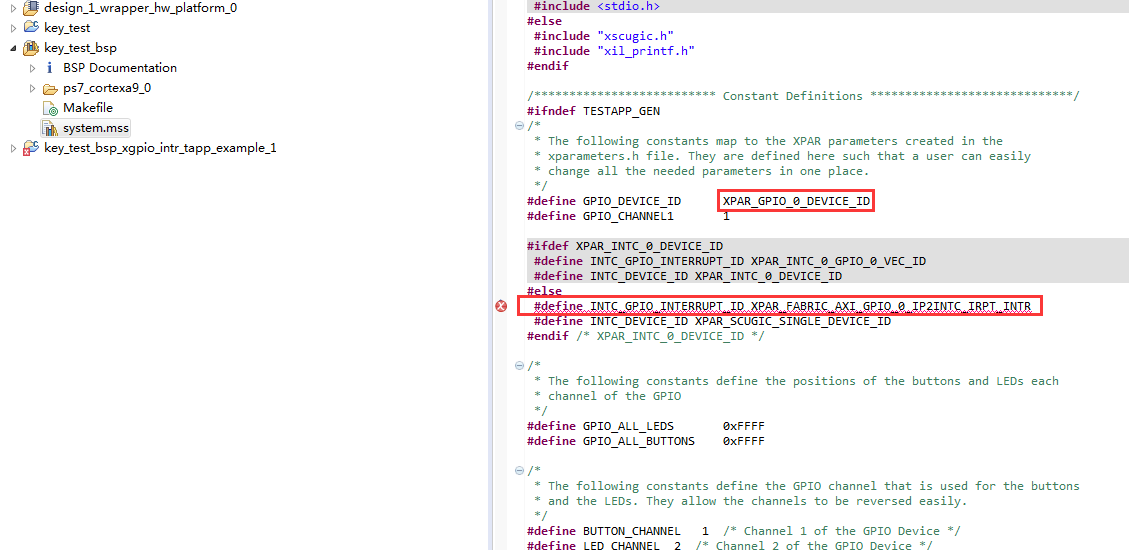 design_1_wrapper_hw_platform_0
key_test
key_test_bsp
BSP Documentation
ps7_cortexa9_0
Makefile
system.mss
key_test_bsp_xgpio_intr_tapp_example_1
#include <stdio.h>
#else
#include "xscugic.h"
#include "xil_printf.h"
#endif
/************************** Constant Definitions *****************************/
#ifndef TESTAPP_GEN
/*
* The following constants map to the XPAR parameters created in the
* xparameters.h file. They are defined here such that a user can easily
* change all the needed parameters in one place.
*/
#define GPIO_DEVICE_ID XPAR_GPIO_0_DEVICE_ID
#define GPIO_CHANNEL1 1
#ifdef XPAR_INTC_0_DEVICE_ID
#define INTC_GPIO_INTERRUPT_ID XPAR_INTC_0_GPIO_0_VEC_ID
#define INTC_DEVICE_ID XPAR_INTC_0_DEVICE_ID
#else
#define INTC_GPIO_INTERRUPT_ID XPAR_FABRIC_AXI_GPIO_0_IP2INTC_IRPT_INTR
#define INTC_DEVICE_ID XPAR_SCUGIC_SINGLE_DEVICE_ID
#endif /* XPAR_INTC_0_DEVICE_ID */
/*
* The following constants define the positions of the buttons and LEDs each
* channel of the GPIO
*/
#define GPIO_ALL_LEDS 0xFFFF
#define GPIO_ALL_BUTTONS 0xFFFF
/*
* The following constants define the GPIO channel that is used for the buttons
* and the LEDs. They allow the channels to be reversed easily.
*/
#define BUTTON_CHANNEL 1 /* Channel 1 of the GPIO Device */
#define LED_CHANNEL 2 /* Channel 2 of the GPIO Device */